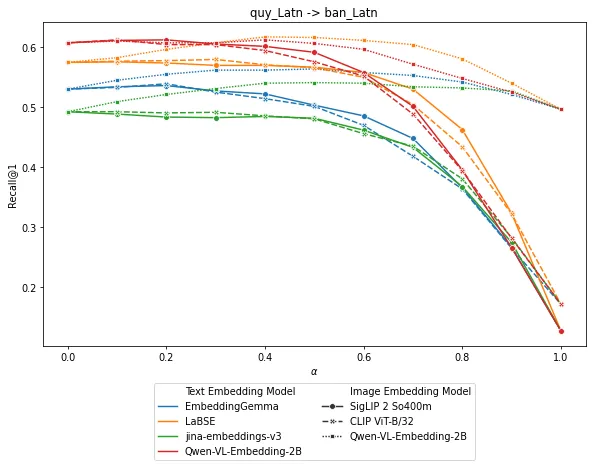 quy_Latn -> ban_Latn
Recall@1
0.6
0.5
0.4
0.3
0.2
0.0 0.2 0.4 0.6 0.8 1.0
α
Text Embedding Model
EmbeddingGemma
LaBSE
jina-embeddings-v3
Qwen-VL-Embedding-2B
Image Embedding Model
SigLIP 2 So400m
CLIP ViT-B/32
Qwen-VL-Embedding-2B